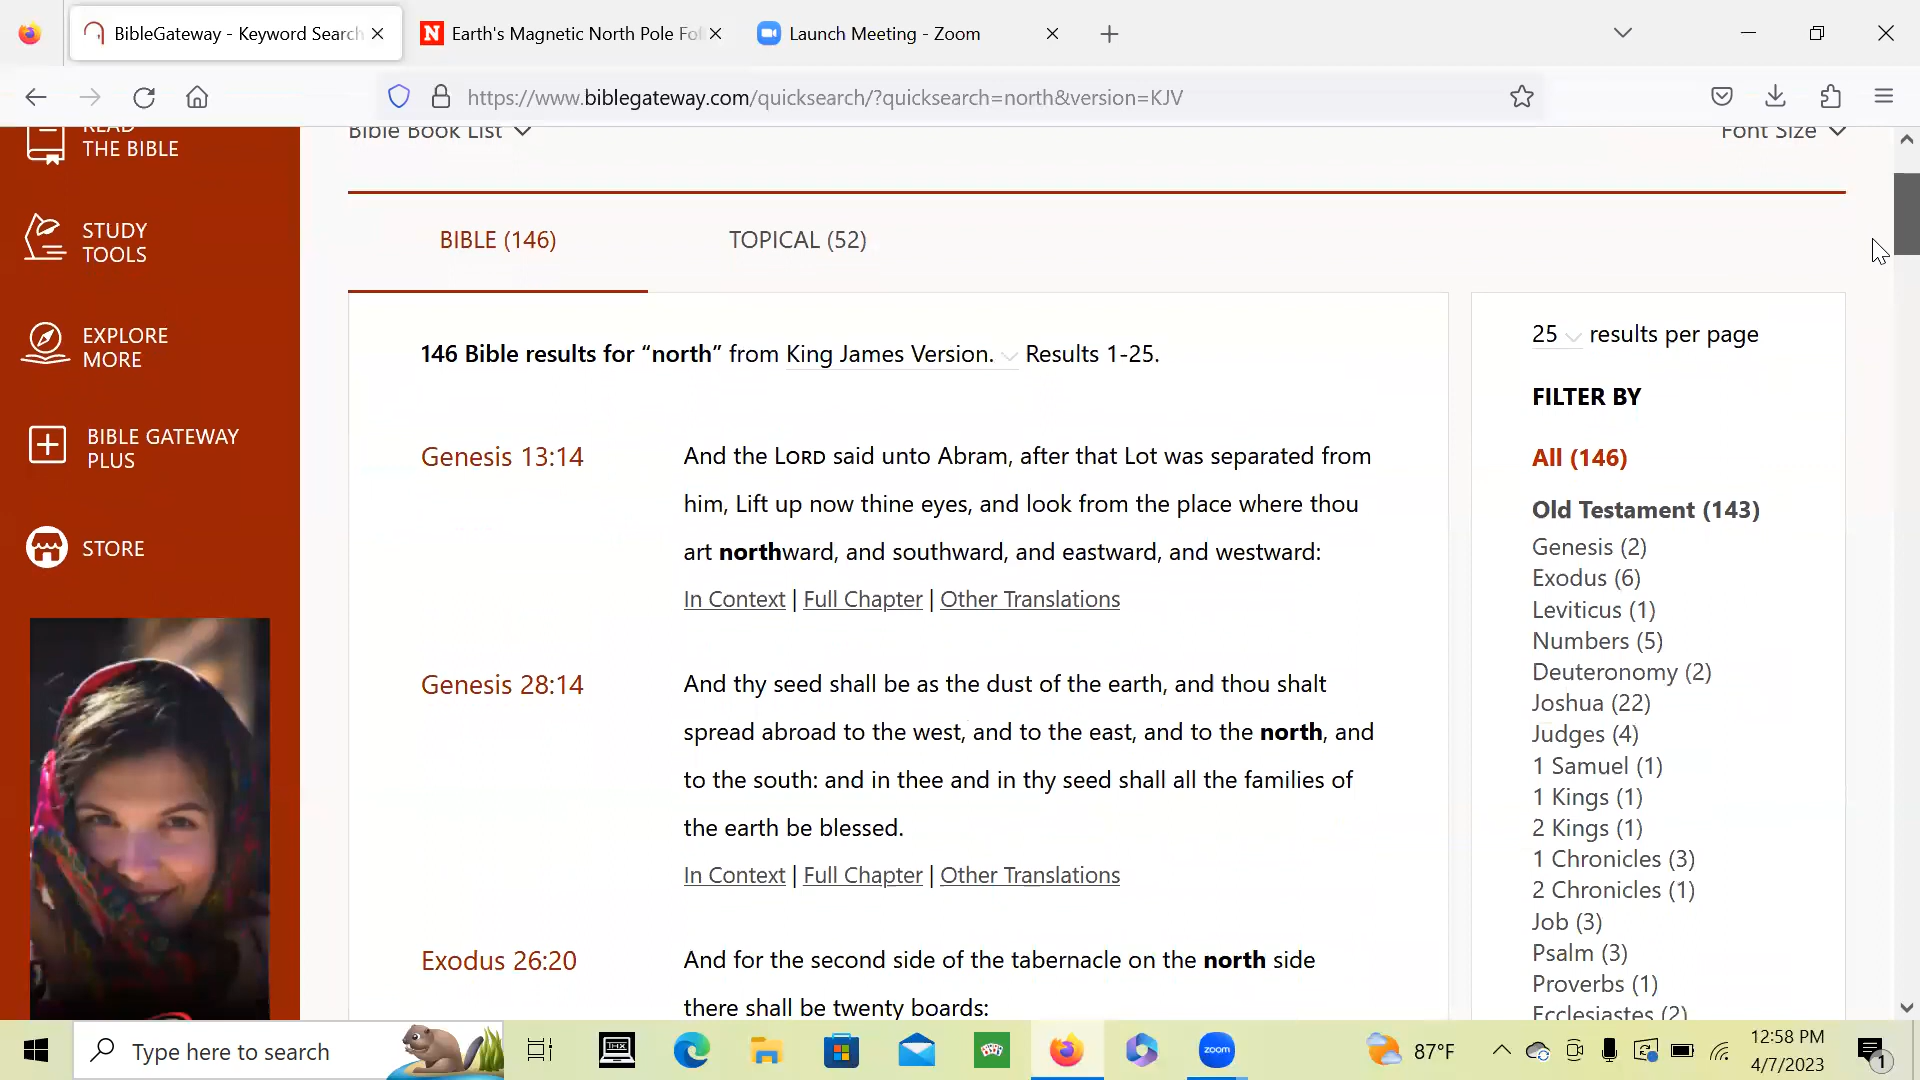 BibleGateway - Keyword Search
Earth's Magnetic North Pole Fo
Launch Meeting - Zoom
https://www.biblegateway.com/quicksearch/?quicksearch=north&version=KJV
READ
THE BIBLE
STUDY
TOOLS
EXPLORE
MORE
BIBLE GATEWAY
PLUS
STORE
Bible Book List
Font Size
BIBLE (146)
TOPICAL (52)
146 Bible results for “north” from King James Version. Results 1-25.
Genesis 13:14
And the LORD said unto Abram, after that Lot was separated from
him, Lift up now thine eyes, and look from the place where thou
art northward, and southward, and eastward, and westward:
In Context | Full Chapter | Other Translations
Genesis 28:14
And thy seed shall be as the dust of the earth, and thou shalt
spread abroad to the west, and to the east, and to the north, and
to the south: and in thee and in thy seed shall all the families of
the earth be blessed.
In Context | Full Chapter | Other Translations
Exodus 26:20
And for the second side of the tabernacle on the north side
there shall be twenty boards:
25 results per page
FILTER BY
All (146)
Old Testament (143)
Genesis (2)
Exodus (6)
Leviticus (1)
Numbers (5)
Deuteronomy (2)
Joshua (22)
Judges (4)
1 Samuel (1)
1 Kings (1)
2 Kings (1)
1 Chronicles (3)
2 Chronicles (1)
Job (3)
Psalm (3)
Proverbs (1)
Ecclesiastes (2)
Type here to search
zoom
87°F
12:58 PM
4/7/2023
1